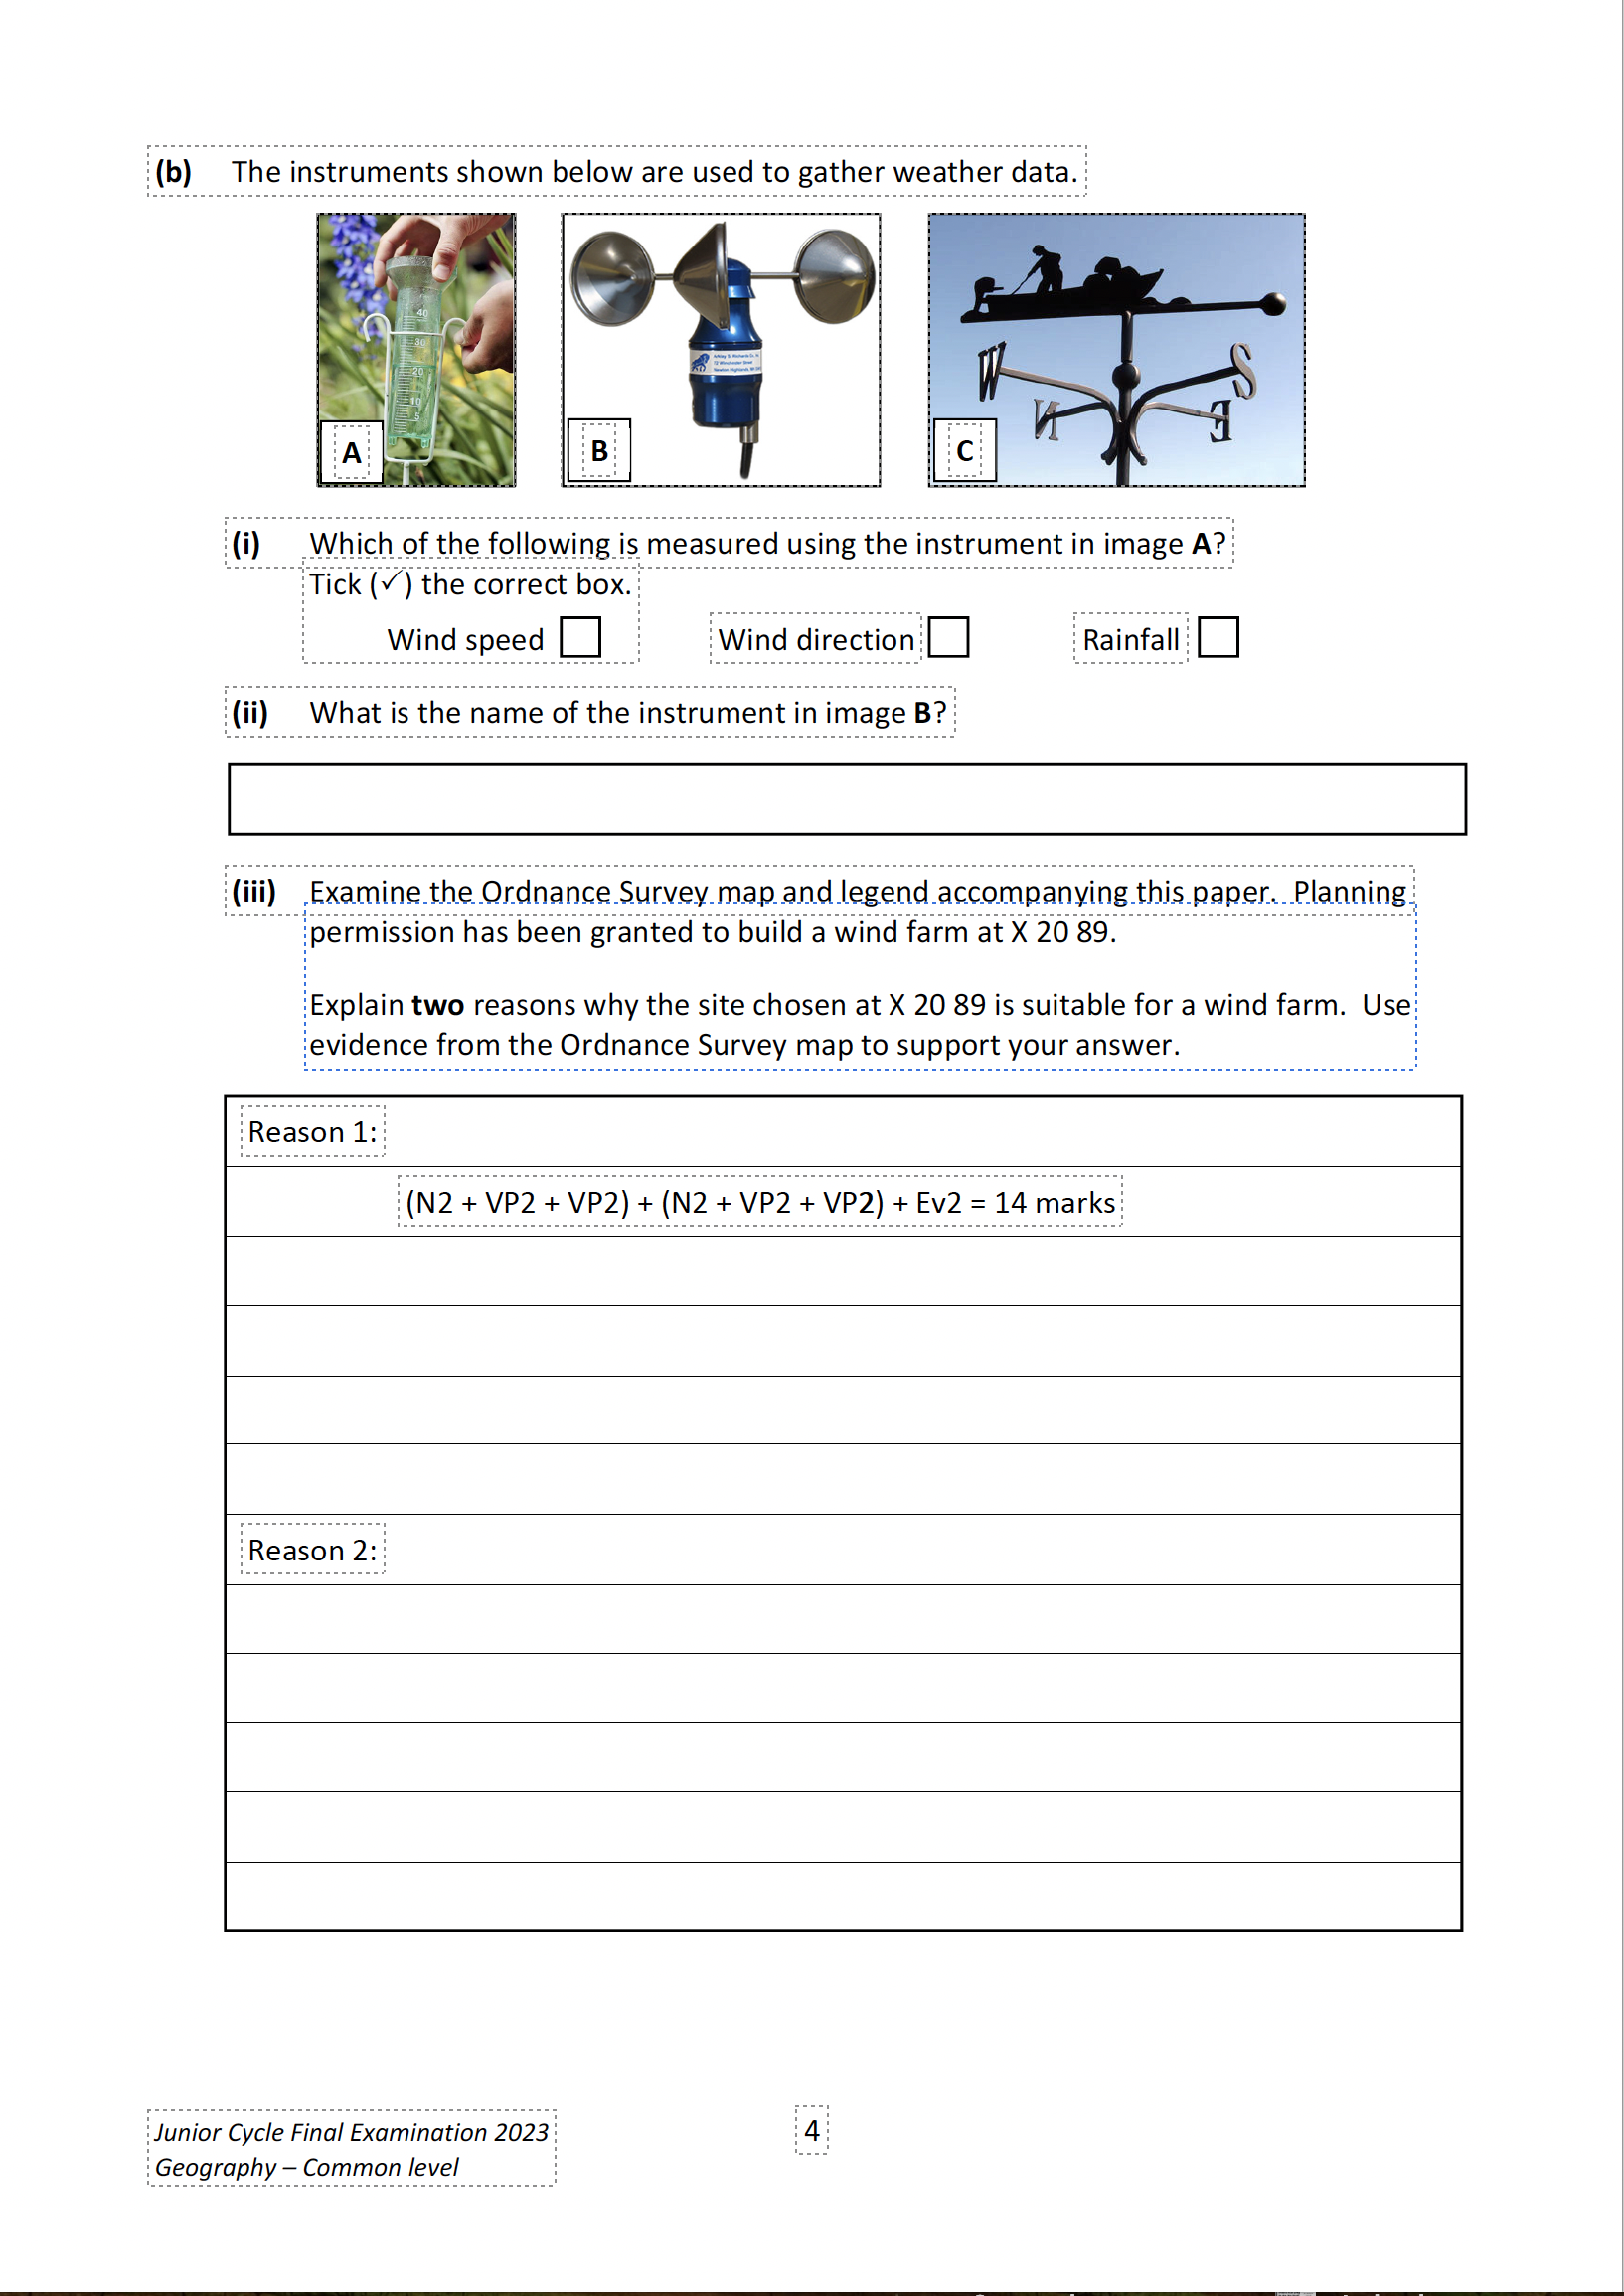 (b) The instruments shown below are used to gather weather data.
40
30
20
10
5
A
B
W
N
S
E
C
(i) Which of the following is measured using the instrument in image A?
Tick (✓) the correct box.
Wind speed Wind direction Rainfall
(ii) What is the name of the instrument in image B?
(iii) Examine the Ordnance Survey map and legend accompanying this paper. Planning
permission has been granted to build a wind farm at X 20 89.
Explain two reasons why the site chosen at X 20 89 is suitable for a wind farm. Use
evidence from the Ordnance Survey map to support your answer.
Reason 1:
(N2 + VP2 + VP2) + (N2 + VP2 + VP2) + Ev2 = 14 marks
Reason 2:
Junior Cycle Final Examination 2023
Geography – Common level
4